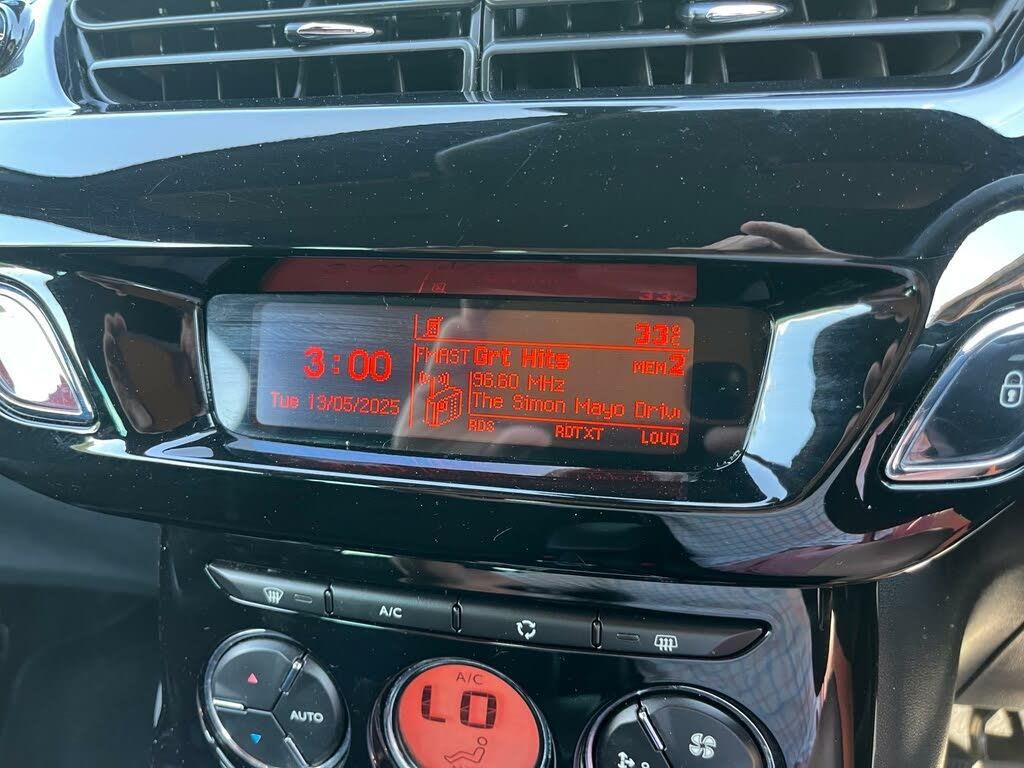 33°C
3:00
FMAST Grt Hits MEM.2
96.60 MHz
Tue 13/05/2025
The Simon Mayo Driv
RDS RDTXT LOUD
A/C
A/C
LO
AUTO